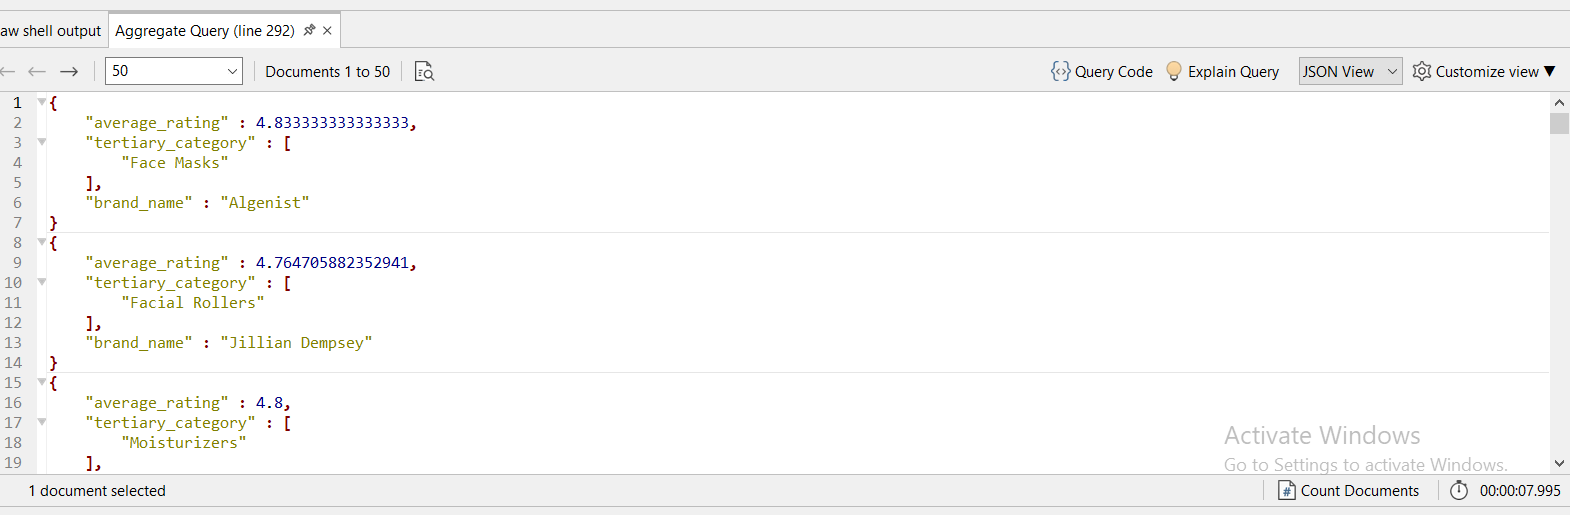 aw shell output Aggregate Query (line 292)
50 Documents 1 to 50 Query Code Explain Query JSON View Customize view
1 {
2 "average_rating" : 4.833333333333333,
3 "tertiary_category" : [
4 "Face Masks"
5 ],
6 "brand_name" : "Algenist"
7 }
8 {
9 "average_rating" : 4.764705882352941,
10 "tertiary_category" : [
11 "Facial Rollers"
12 ],
13 "brand_name" : "Jillian Dempsey"
14 }
15 {
16 "average_rating" : 4.8,
17 "tertiary_category" : [
18 "Moisturizers"
19 ],
Activate Windows
Go to Settings to activate Windows.
1 document selected # Count Documents 00:00:07.995